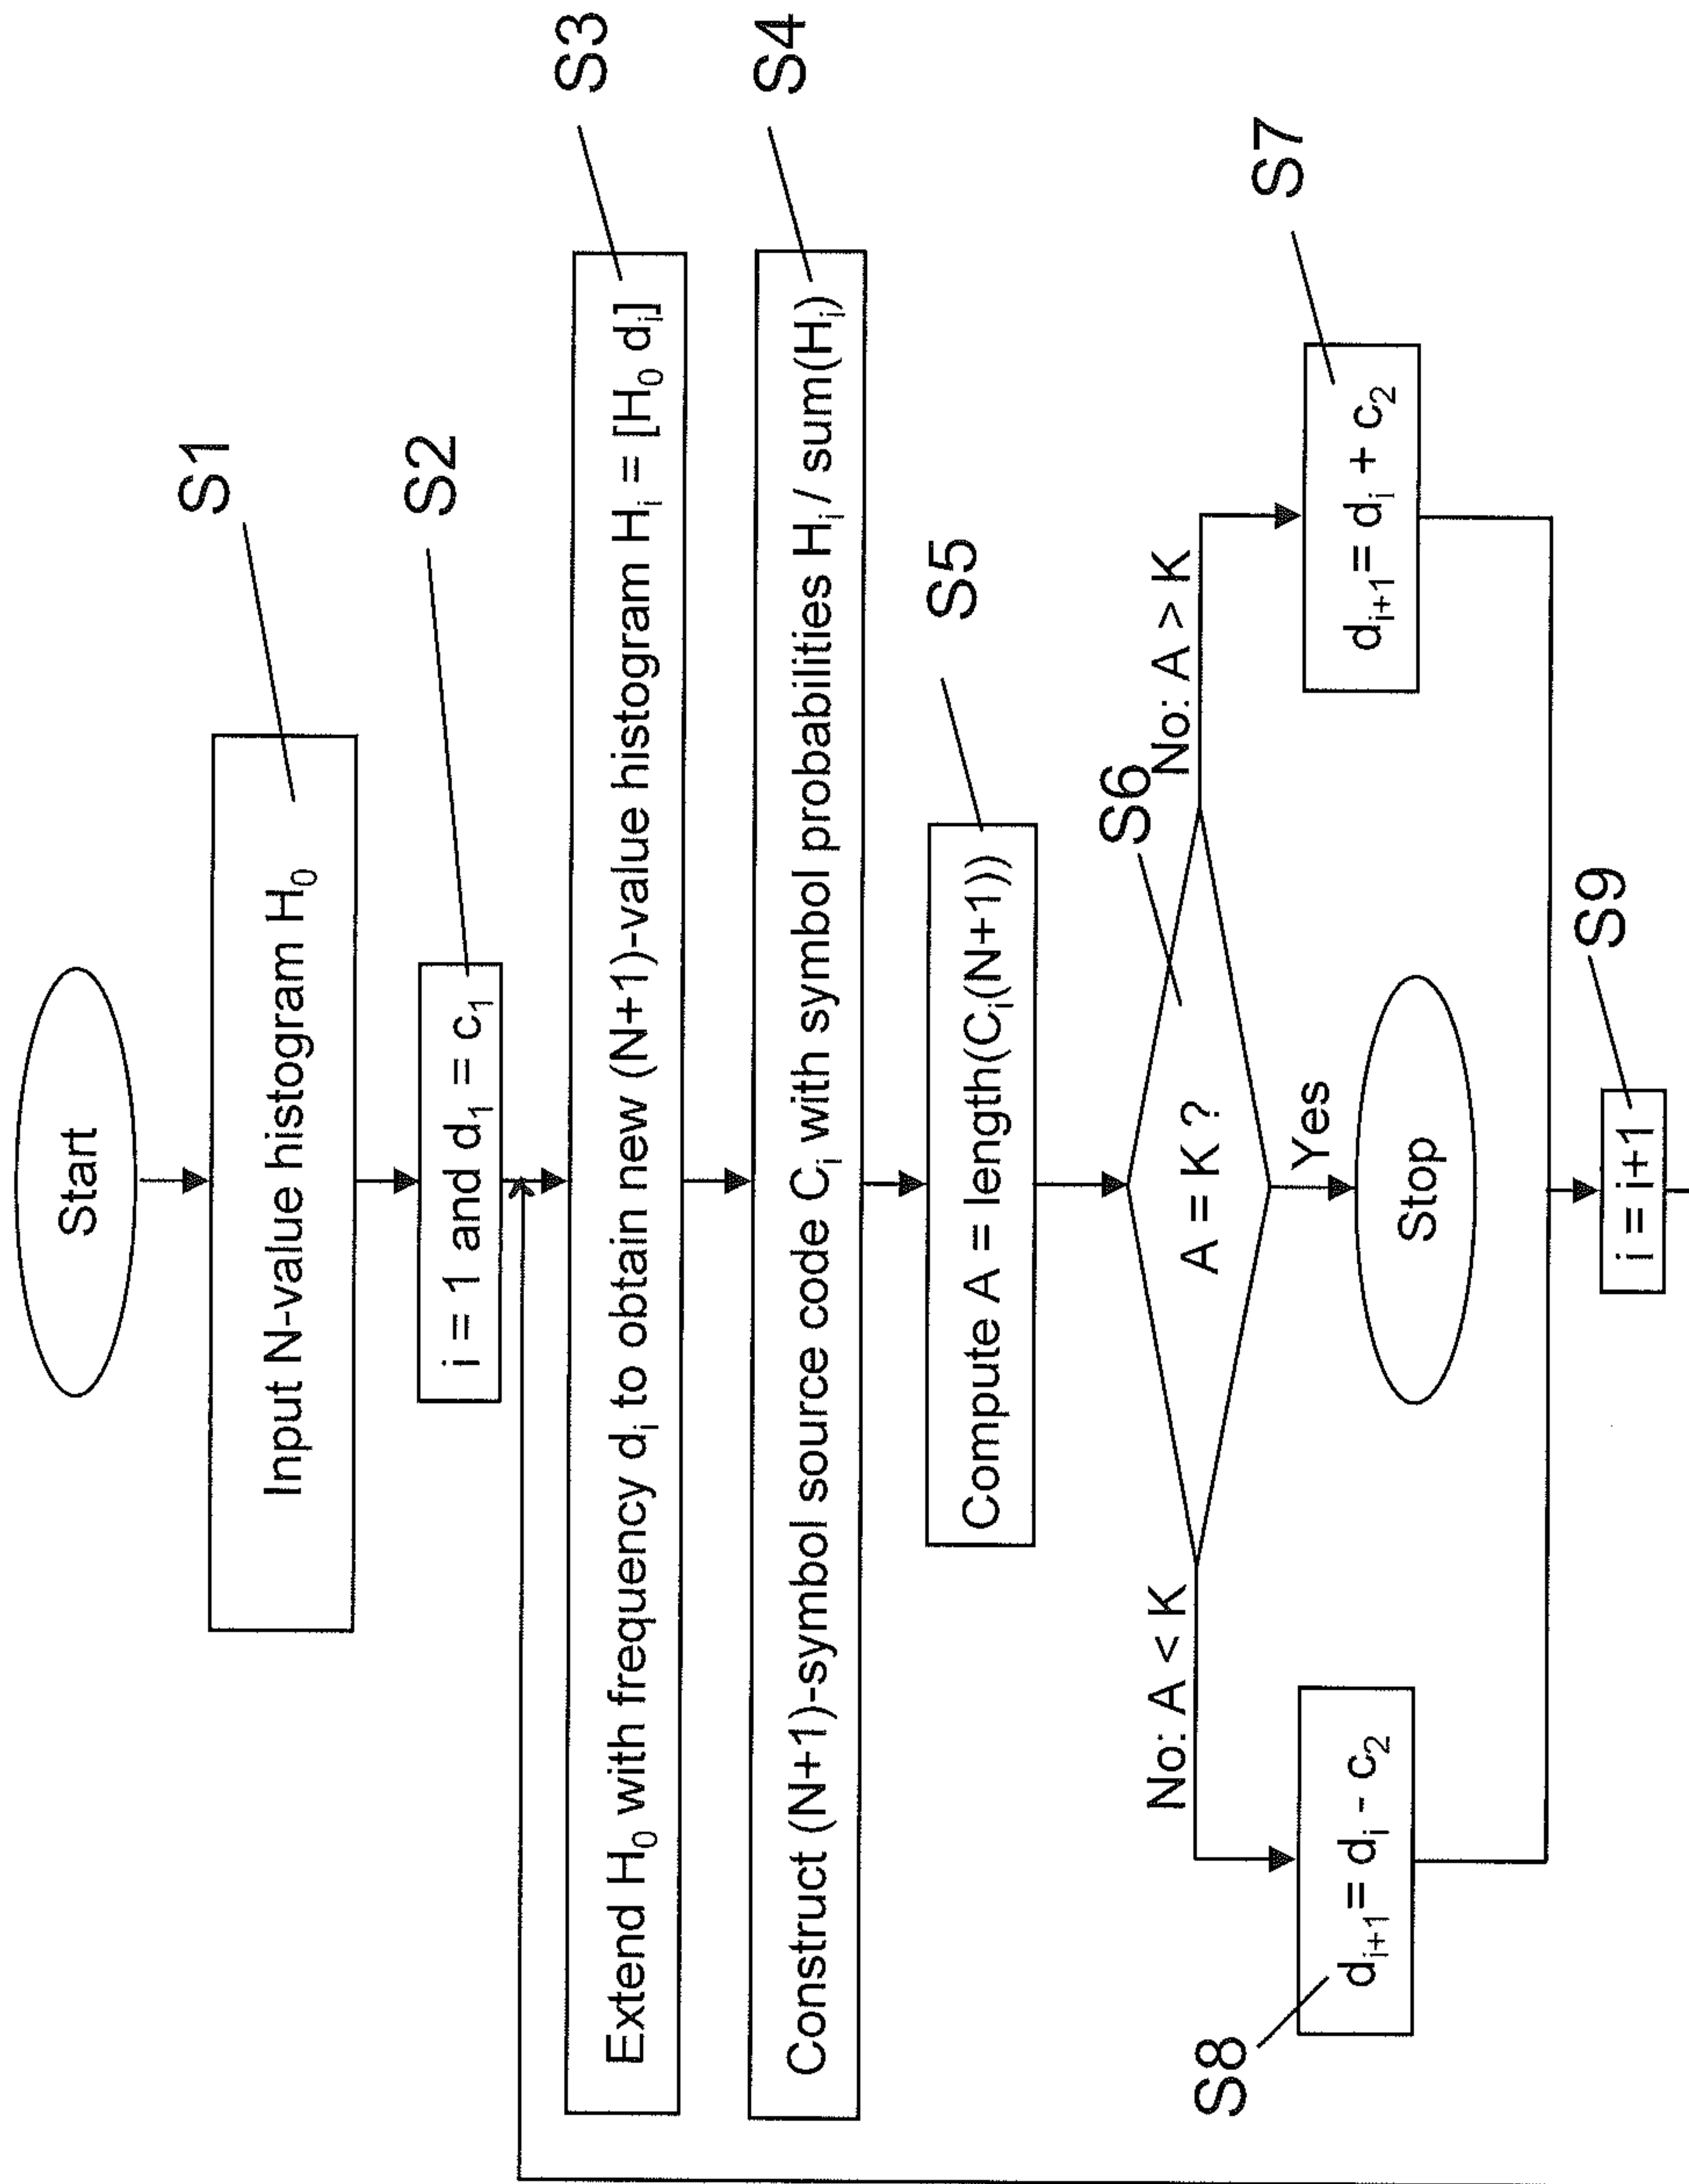 Start
Input N-value histogram H₀
S1
i = 1 and d₁ = c₁
S2
Extend H₀ with frequency dᵢ to obtain new (N+1)-value histogram Hᵢ = [H₀ dᵢ]
S3
Construct (N+1)-symbol source code Cᵢ with symbol probabilities Hᵢ / sum(Hᵢ)
S4
Compute A = length(Cᵢ(N+1))
S5
A = K ?
S6
No: A < K
No: A > K
Yes
S8
dᵢ₊₁ = dᵢ - c₂
Stop
dᵢ₊₁ = dᵢ + c₂
S7
i = i+1
S9